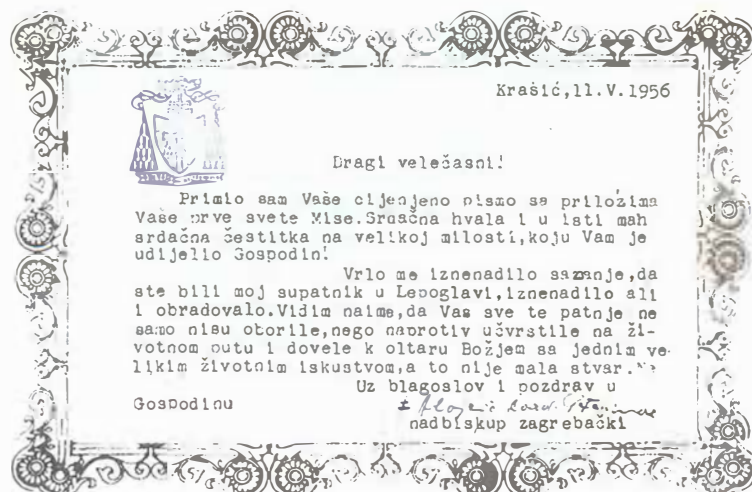 Krašić,11.V.1956
Dragi velečasni!
Primio sam Vaše cijenjeno pismo sa priložima
Vaše prve svete Mise.Srdačna hvala i u isti mah
srdačna čestitka na velikoj milosti,koju Vam je
udijelio Gospodin!
Vrlo me iznenadilo saznanje,da
ste bili moj supatnik u Lepoglavi,iznenadilo ali
i obradovalo.Vidim naime,da Vas sve te patnje ne
samo nisu oborile,nego naprotiv učvrstile na ži-
votnom putu i dovele k oltaru Božjem sa jednim ve-
likim životnim iskustvom,a to nije mala stvar.
Uz blagoslov i pozdrav u
Gospodinu
nadbiskup zagrebački